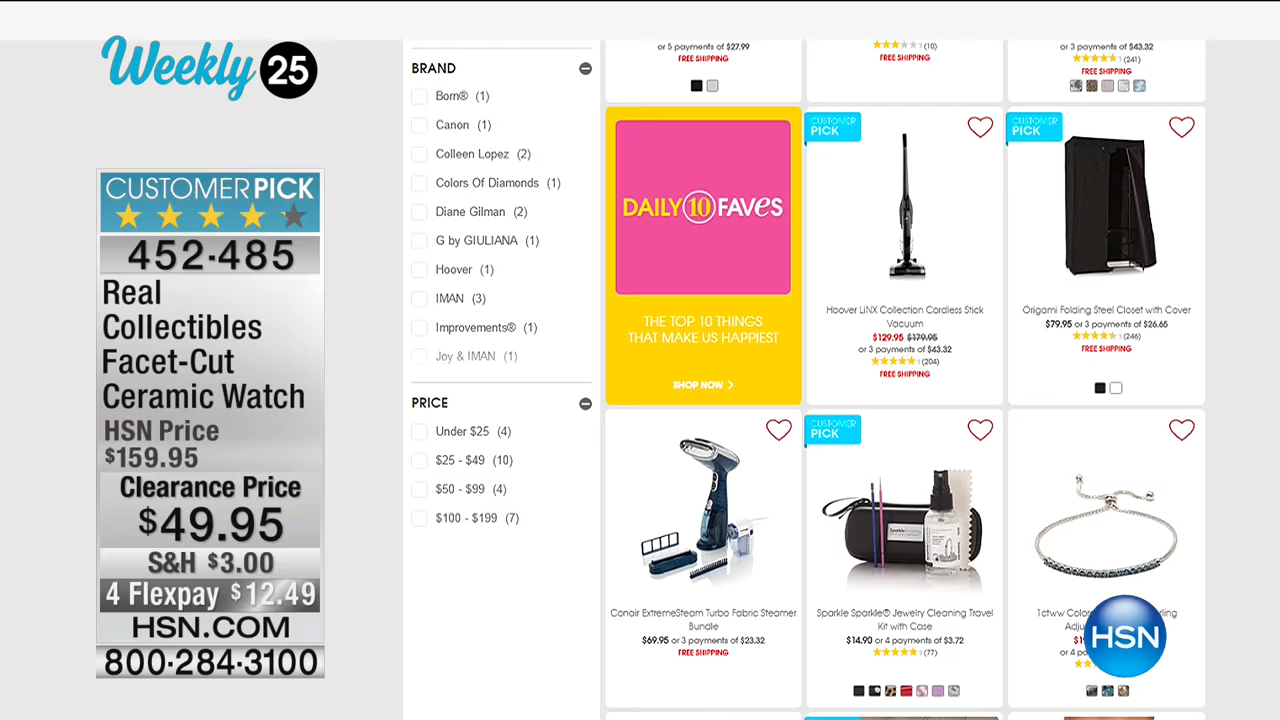 Weekly 25
CUSTOMER PICK
452-485
Real
Collectibles
Facet-Cut
Ceramic Watch
HSN Price
$159.95
Clearance Price
$49.95
S&H $3.00
4 Flexpay $12.49
HSN.COM
800-284-3100
BRAND
Born® (1)
Canon (1)
Colleen Lopez (2)
Colors Of Diamonds (1)
Diane Gilman (2)
G by GIULIANA (1)
Hoover (1)
IMAN (3)
Improvements® (1)
Joy & IMAN (1)
PRICE
Under $25 (4)
$25 - $49 (10)
$50 - $99 (4)
$100 - $199 (7)
or 5 payments of $27.99
FREE SHIPPING
(10)
FREE SHIPPING
or 3 payments of $43.32
(241)
FREE SHIPPING
DAILY 10 FAVES
THE TOP 10 THINGS
THAT MAKE US HAPPIEST
SHOP NOW >
CUSTOMER
PICK
Hoover LiNX Collection Cordless Stick
Vacuum
$129.95 $179.95
or 3 payments of $43.32
(204)
FREE SHIPPING
CUSTOMER
PICK
Origami Folding Steel Closet with Cover
$79.95 or 3 payments of $26.65
(246)
FREE SHIPPING
Conair ExtremeSteam Turbo Fabric Steamer
Bundle
$69.95 or 3 payments of $23.32
FREE SHIPPING
CUSTOMER
PICK
Sparkle Sparkle® Jewelry Cleaning Travel
Kit with Case
$14.90 or 4 payments of $3.72
(77)
1ctww
or 4
HSN